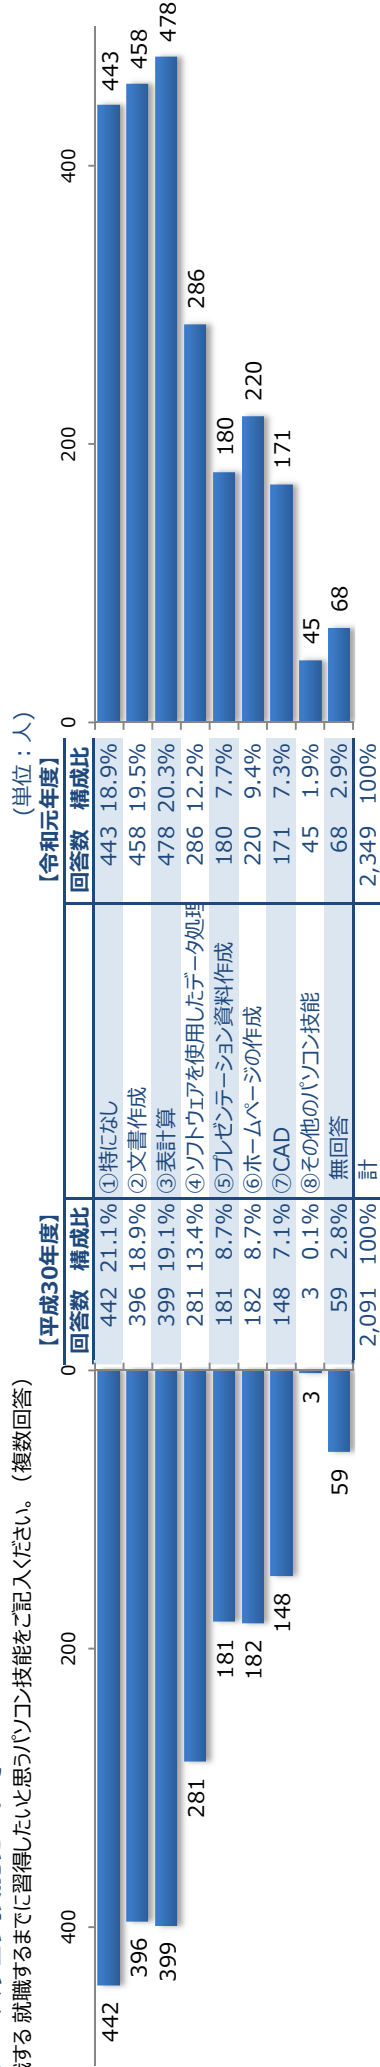 する 就職するまでに習得したいと思うパソコン技能をご記入ください。（複数回答）
（単位：人）
【平成30年度】 【令和元年度】
400 200 0 回答数 構成比 回答数 構成比 0 200 400
442 442 21.1% ①特になし 443 18.9% 443
396 396 18.9% ②文書作成 458 19.5% 458
399 399 19.1% ③表計算 478 20.3% 478
281 281 13.4% ④ソフトウェアを使用したデータ処理 286 12.2% 286
181 181 8.7% ⑤プレゼンテーション資料作成 180 7.7% 180
182 182 8.7% ⑥ホームページの作成 220 9.4% 220
148 148 7.1% ⑦CAD 171 7.3% 171
3 3 0.1% ⑧その他のパソコン技能 45 1.9% 45
59 59 2.8% 無回答 68 2.9% 68
2,091 100% 計 2,349 100%